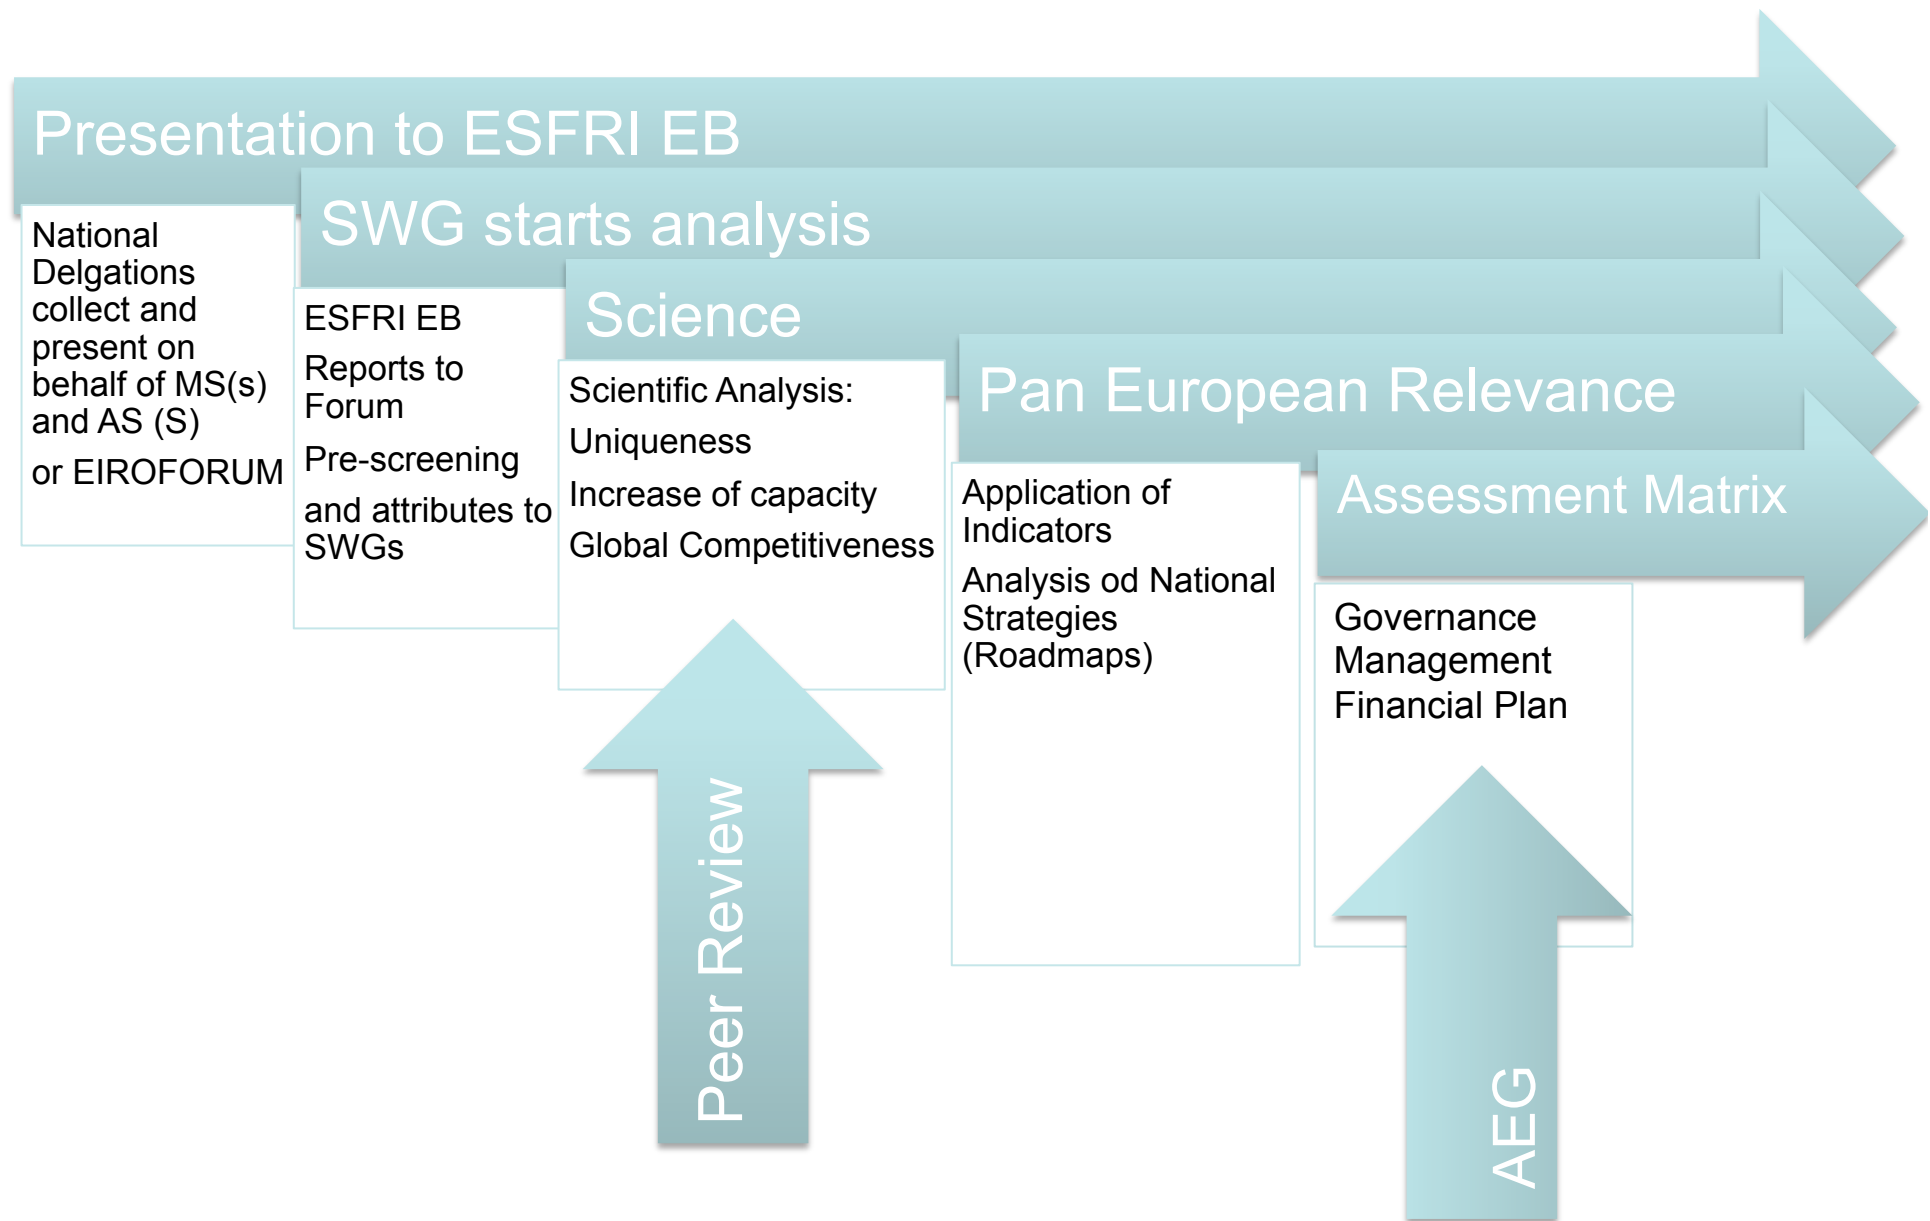 Presentation to ESFRI EB
National
Delgations
collect and
present on
behalf of MS(s)
and AS (S)
or EIROFORUM
SWG starts analysis
ESFRI EB
Reports to
Forum
Pre-screening
and attributes to
SWGs
Science
Scientific Analysis:
Uniqueness
Increase of capacity
Global Competitiveness
Peer Review
Pan European Relevance
Application of
Indicators
Analysis od National
Strategies
(Roadmaps)
Assessment Matrix
Governance
Management
Financial Plan
AEG